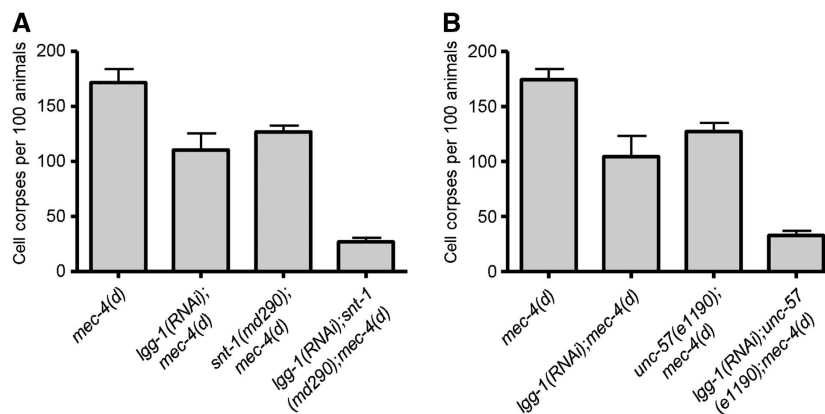 A
Cell corpses per 100 animals
200
150
100
50
0
mec-4(d)
lgg-1(RNAi);
mec-4(d)
snt-1(md290);
mec-4(d)
lgg-1(RNAi);snt-1
(md290);mec-4(d)
B
Cell corpses per 100 animals
200
150
100
50
0
mec-4(d)
lgg-1(RNAi);mec-4(d)
unc-57(e1190);
mec-4(d)
lgg-1(RNAi);unc-57
(e1190);mec-4(d)